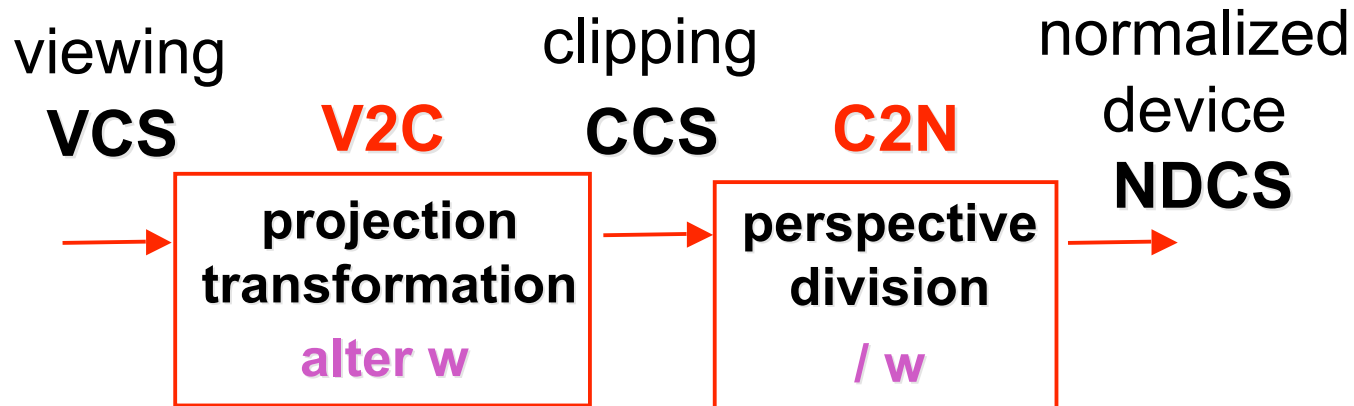 viewing
VCS
V2C
projection
transformation
alter w
clipping
CCS
C2N
perspective
division
/ w
normalized
device
NDCS